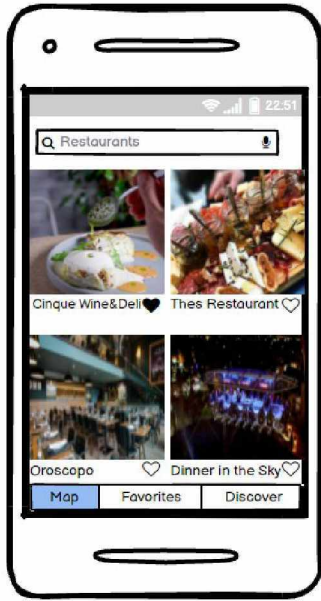 22:51
Restaurants
Cinque Wine&Deli Thes Restaurant
Oroscopo Dinner in the Sky
Map Favorites Discover